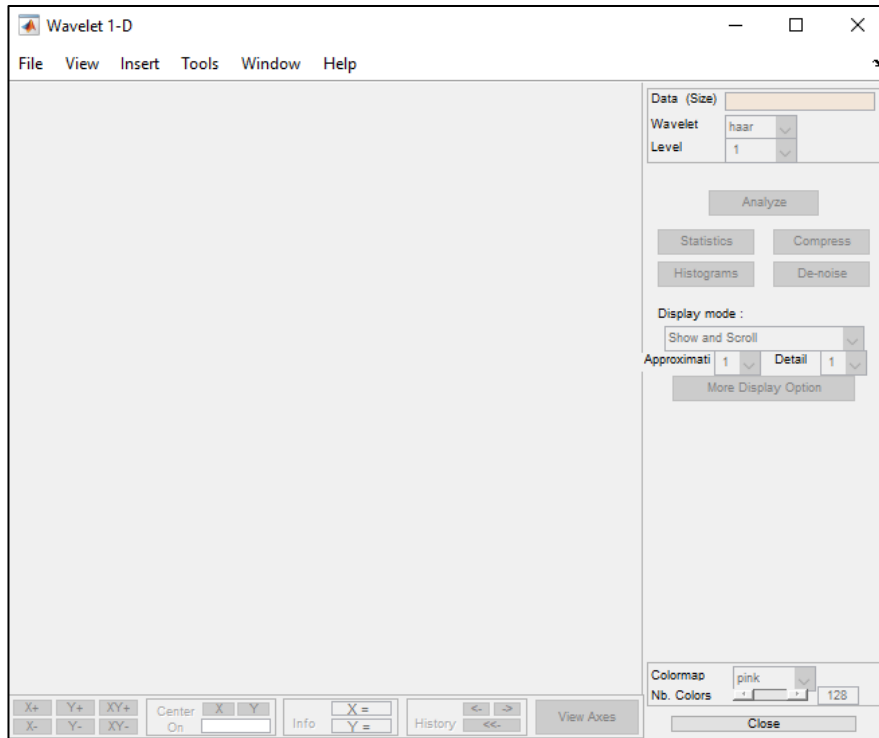 Wavelet 1-D
File View Insert Tools Window Help
Data (Size)
Wavelet haar
Level 1
Analyze
Statistics Compress
Histograms De-noise
Display mode :
Show and Scroll
Approximati 1 Detail 1
More Display Option
Colormap pink
Nb. Colors 128
Close
X+ Y+ XY+ Center X Y X = <- -> View Axes
X- Y- XY- On Info Y = History <<-